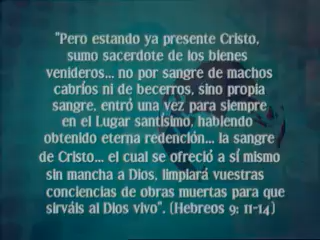 "Pero estando ya presente Cristo,
sumo sacerdote de los bienes
venideros... no por sangre de machos
cabríos ni de becerros, sino propia
sangre, entró una vez para siempre
en el Lugar santísimo, habiendo
obtenido eterna redención... la sangre
de Cristo... el cual se ofreció a sí mismo
sin mancha a Dios, limpiará vuestras
conciencias de obras muertas para que
sirváis al Dios vivo". (Hebreos 9: 11-14)